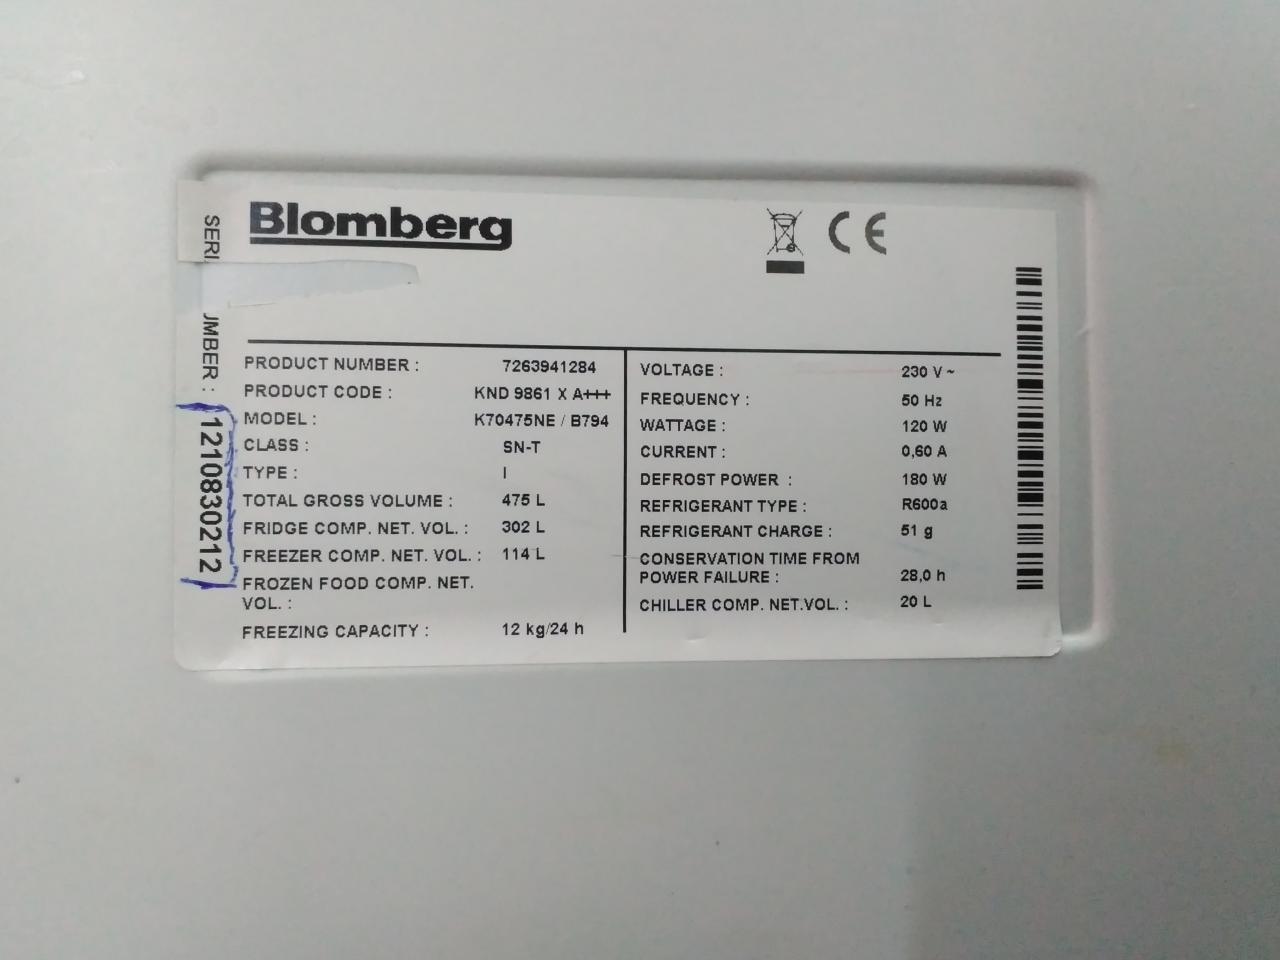 Blomberg
CE
SERI
UMBER :
1210830212
PRODUCT NUMBER : 7263941284
PRODUCT CODE : KND 9861 X A+++
MODEL : K70475NE / B794
CLASS : SN-T
TYPE : I
TOTAL GROSS VOLUME : 475 L
FRIDGE COMP. NET. VOL. : 302 L
FREEZER COMP. NET. VOL. : 114 L
FROZEN FOOD COMP. NET.
VOL. :
FREEZING CAPACITY : 12 kg/24 h
VOLTAGE : 230 V ~
FREQUENCY : 50 Hz
WATTAGE : 120 W
CURRENT : 0,60 A
DEFROST POWER : 180 W
REFRIGERANT TYPE : R600a
REFRIGERANT CHARGE : 51 g
CONSERVATION TIME FROM
POWER FAILURE : 28,0 h
CHILLER COMP. NET.VOL. : 20 L